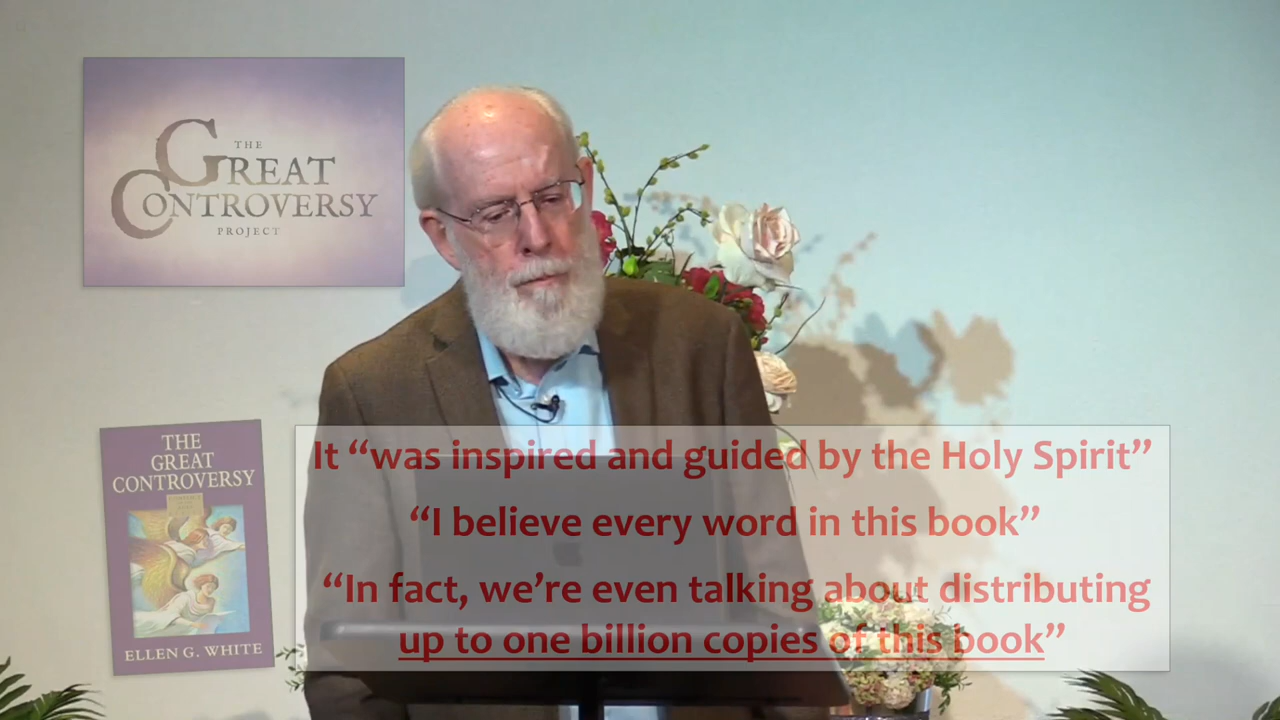 THE
GREAT
CONTROVERSY
PROJECT
THE
GREAT
CONTROVERSY
ELLEN G. WHITE
It “was inspired and guided by the Holy Spirit”
“I believe every word in this book”
“In fact, we’re even talking about distributing
up to one billion copies of this book”